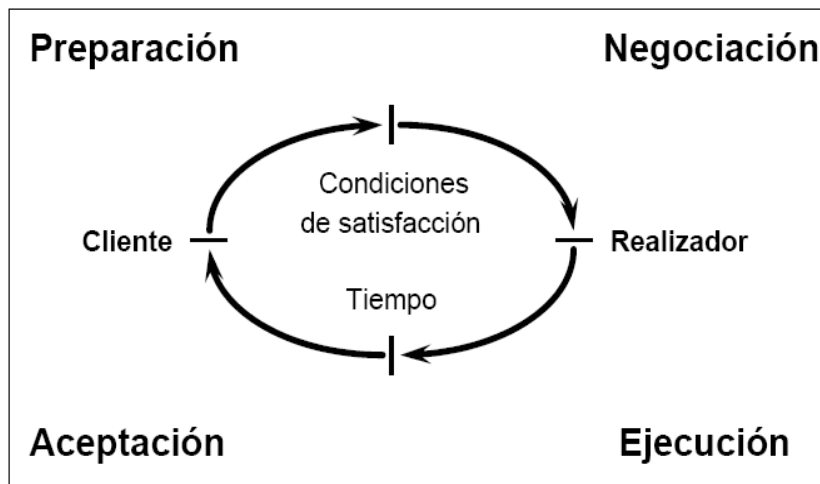 Preparación
Negociación
Condiciones
de satisfacción
Cliente
Realizador
Tiempo
Aceptación
Ejecución